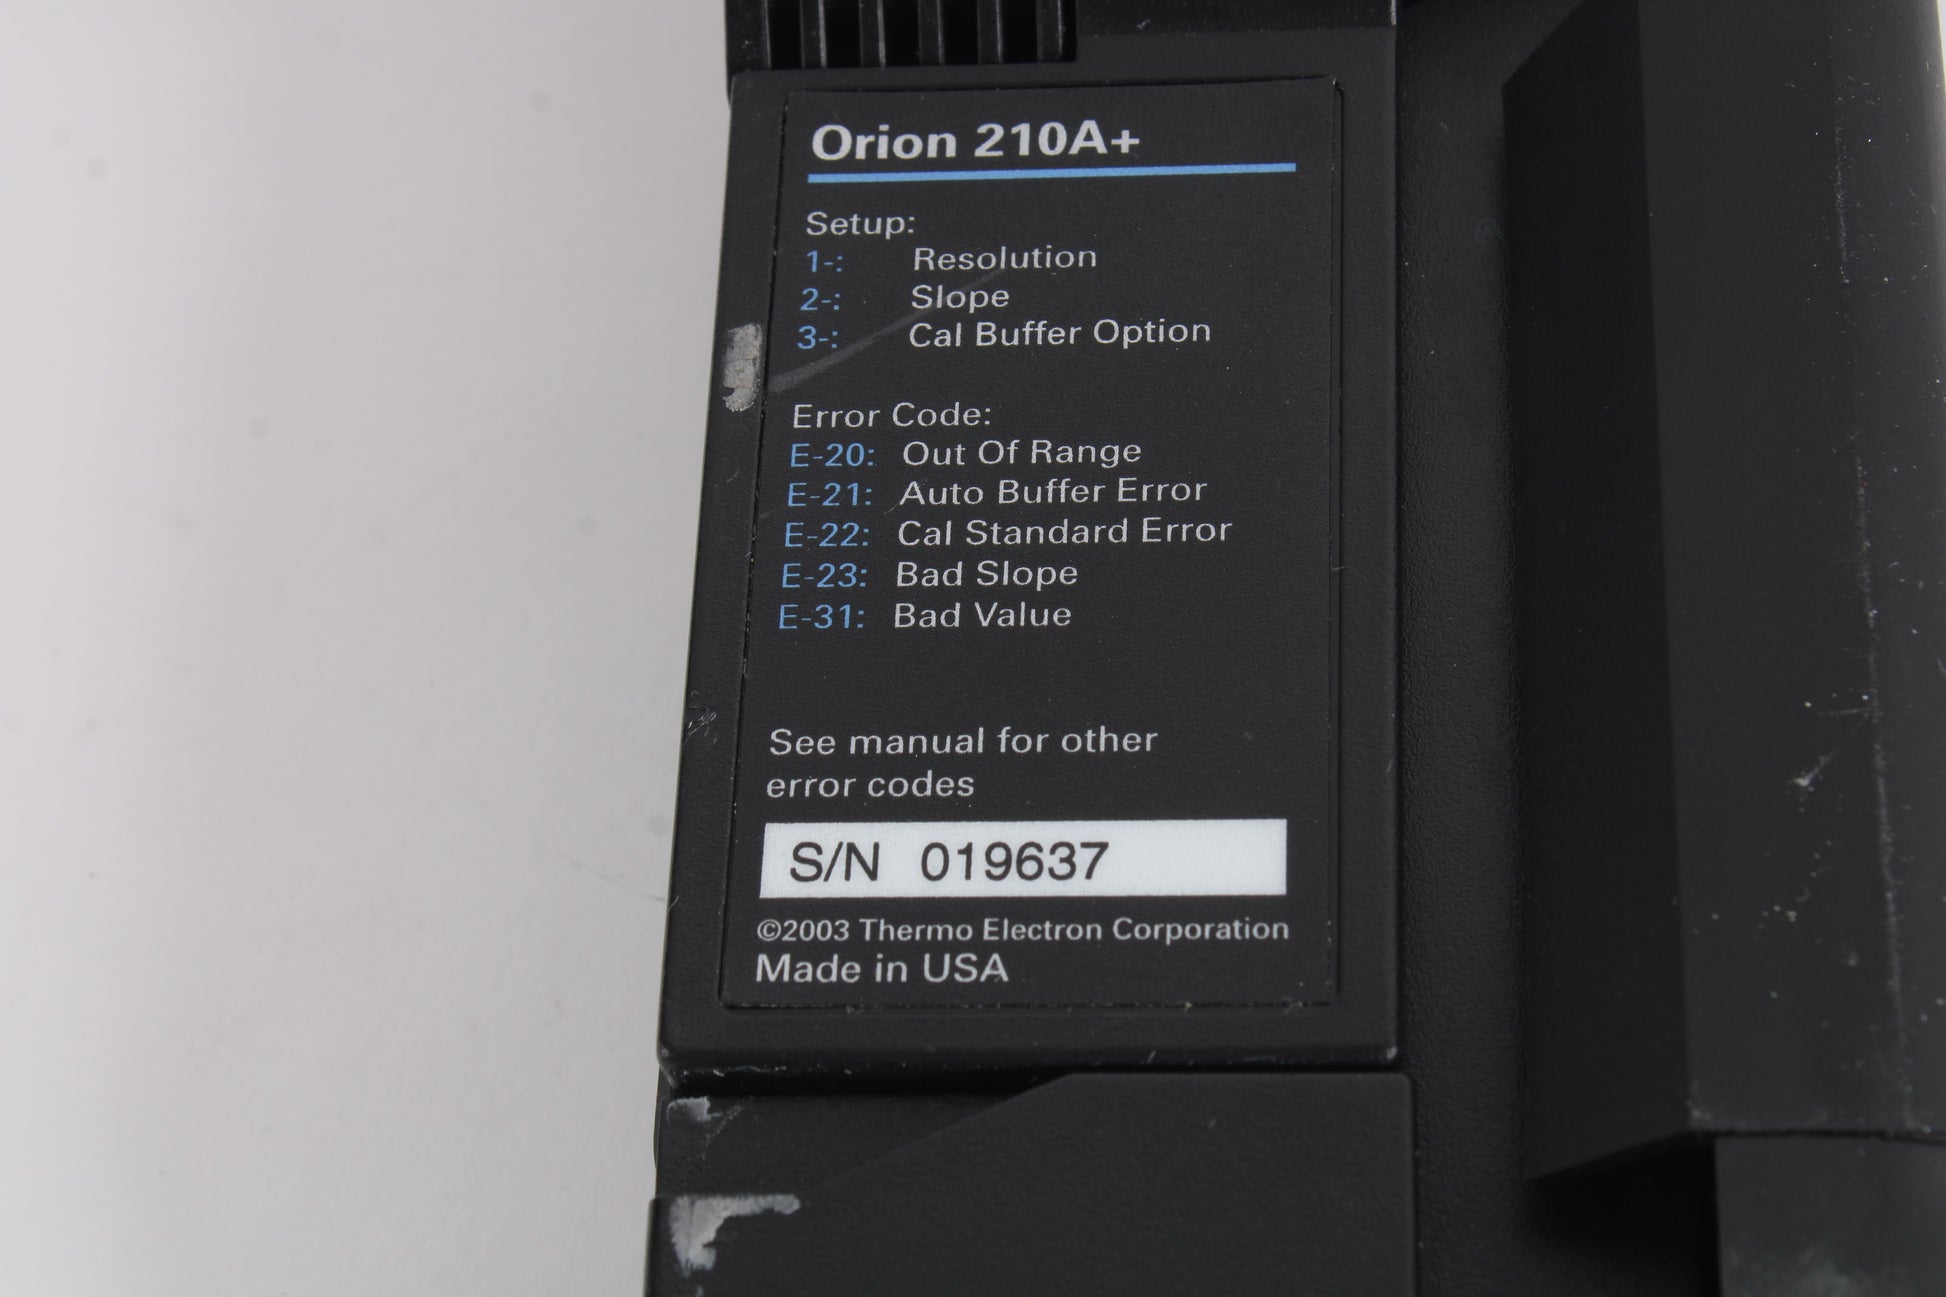 Orion 210A+
Setup:
1-: Resolution
2-: Slope
3-: Cal Buffer Option
Error Code:
E-20: Out Of Range
E-21: Auto Buffer Error
E-22: Cal Standard Error
E-23: Bad Slope
E-31: Bad Value
See manual for other
error codes
S/N 019637
©2003 Thermo Electron Corporation
Made in USA